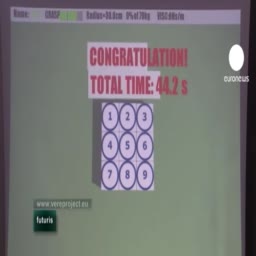 CONGRATULATION!
TOTAL TIME: 44.2 s
euronews
1 2 3
4 5 6
7 8 9
www.vereproject.eu
futuris